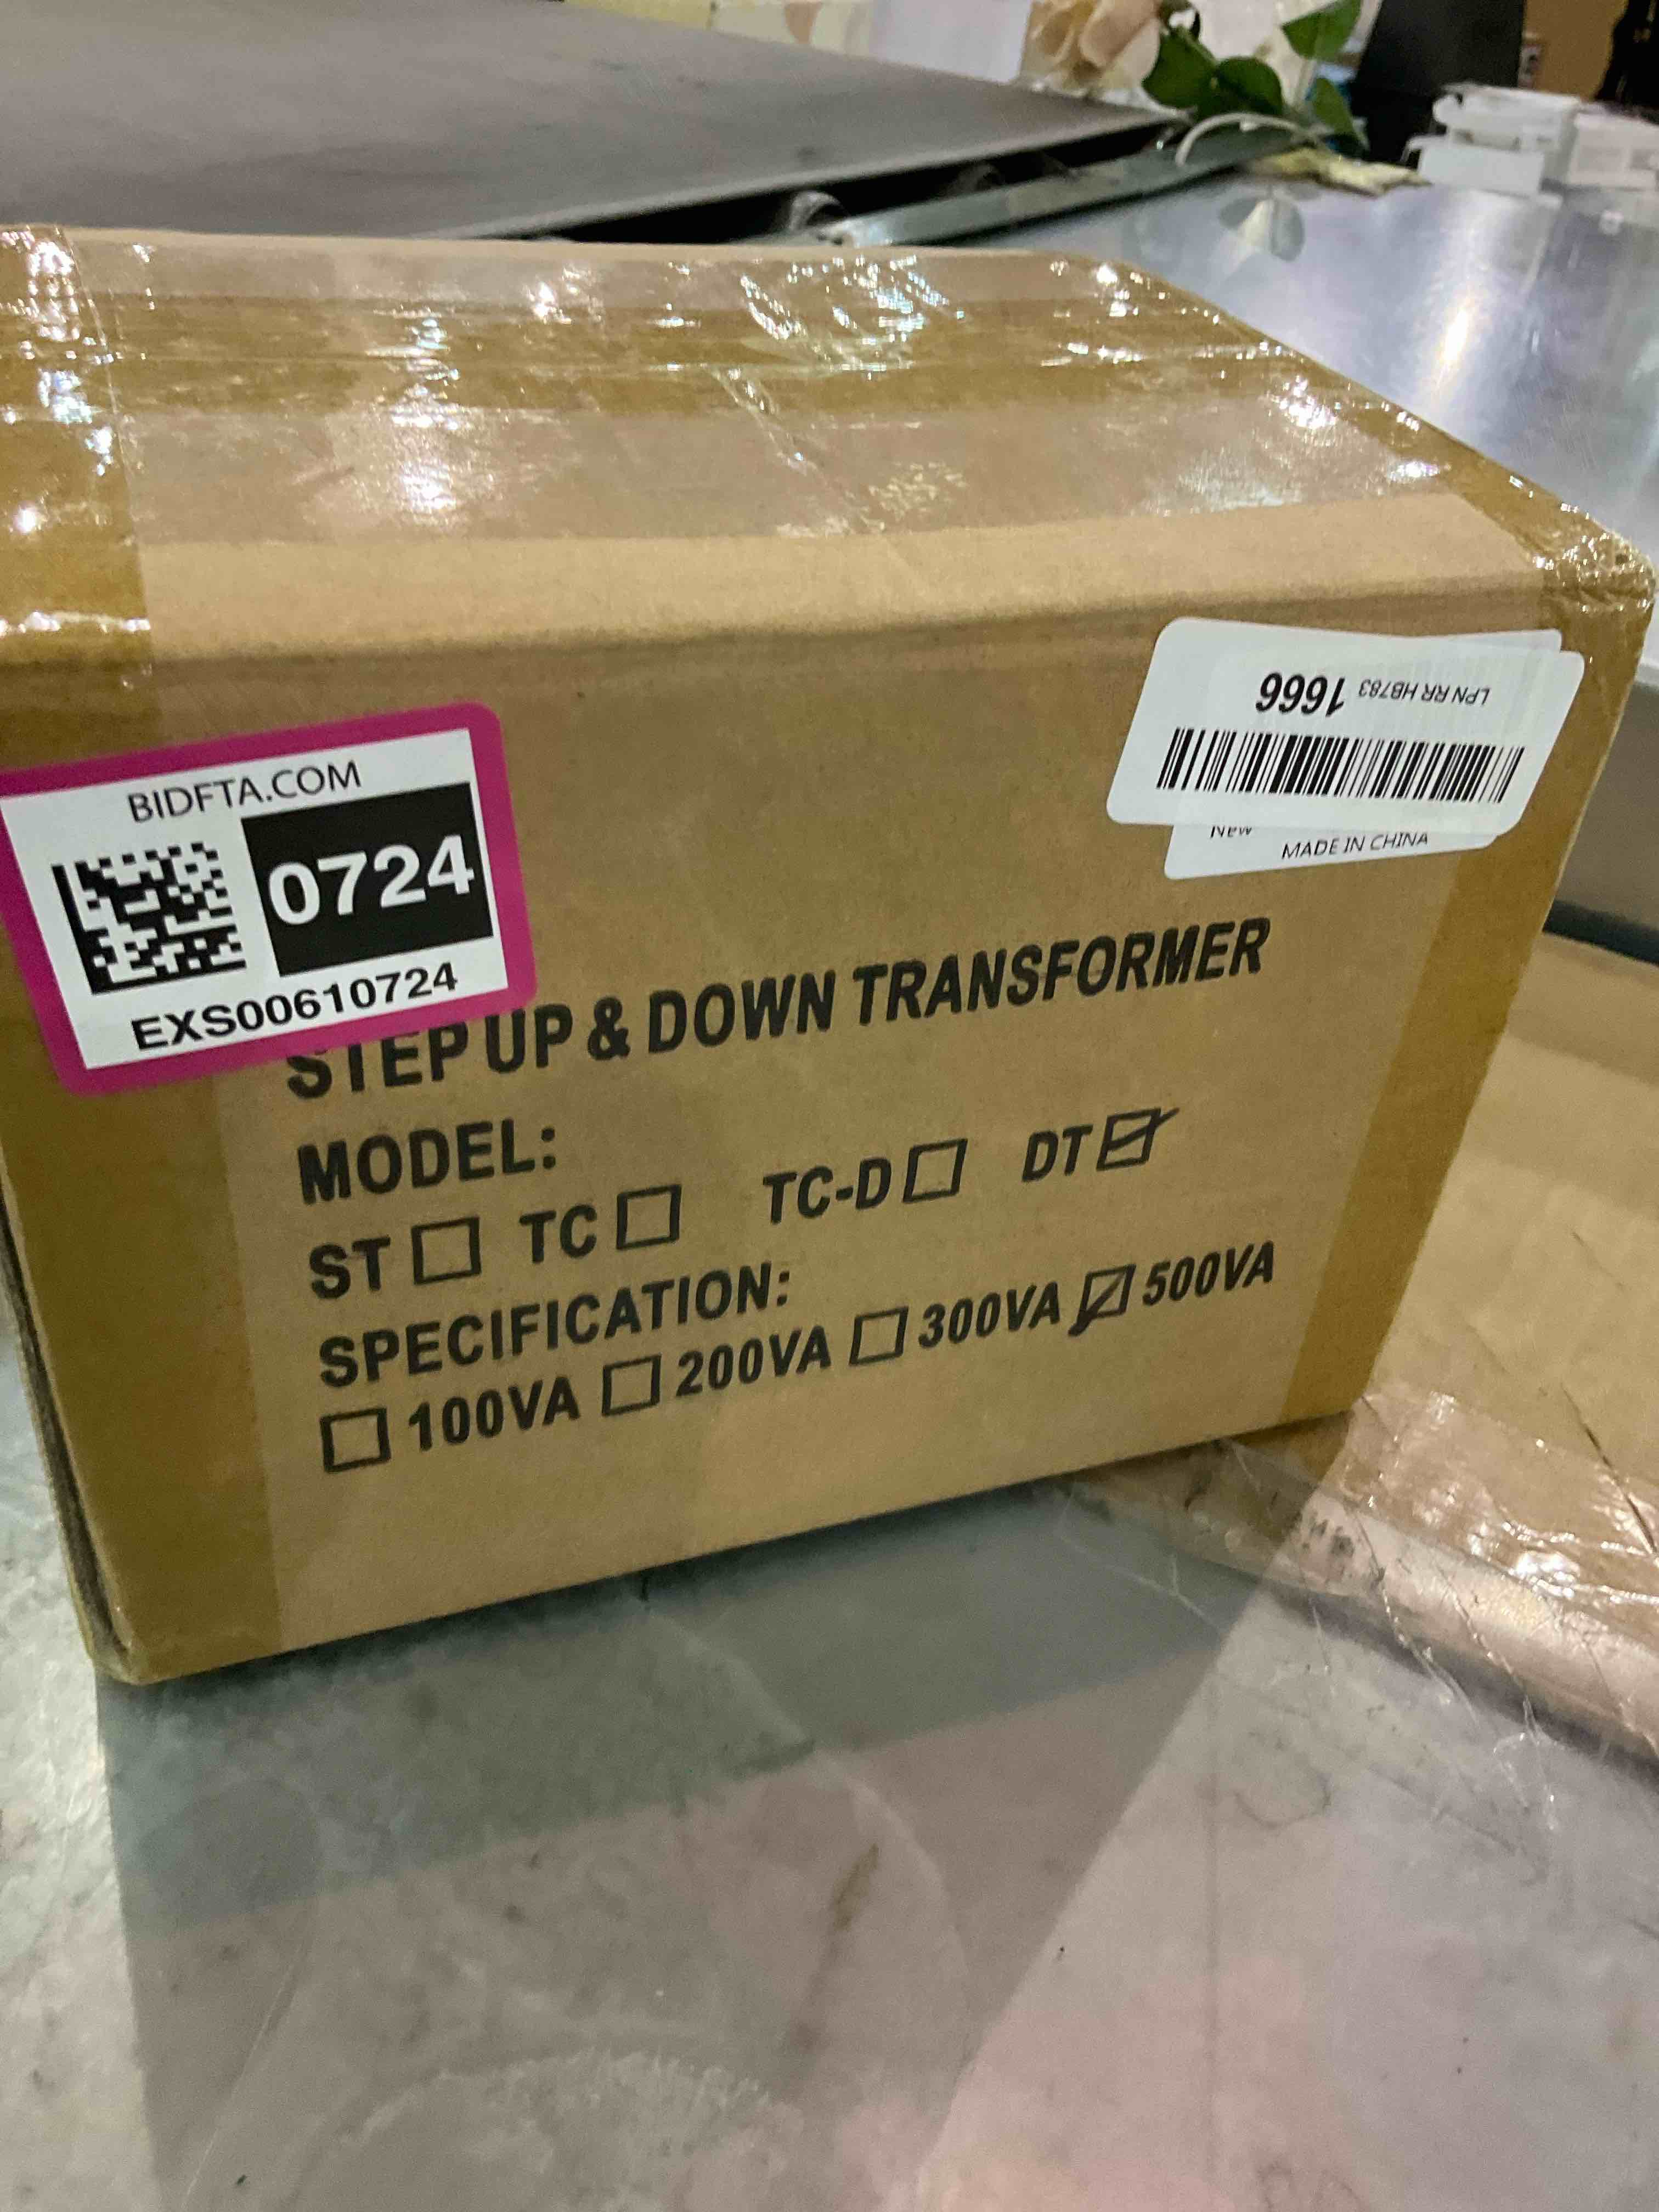 BIDFTA.COM
0724
EXS00610724
LPN RR HB783 1666
New
MADE IN CHINA
STEP UP & DOWN TRANSFORMER
MODEL:
ST ☐ TC ☐ TC-D ☐ DT ☑
SPECIFICATION:
☐ 100VA ☐ 200VA ☐ 300VA ☑ 500VA